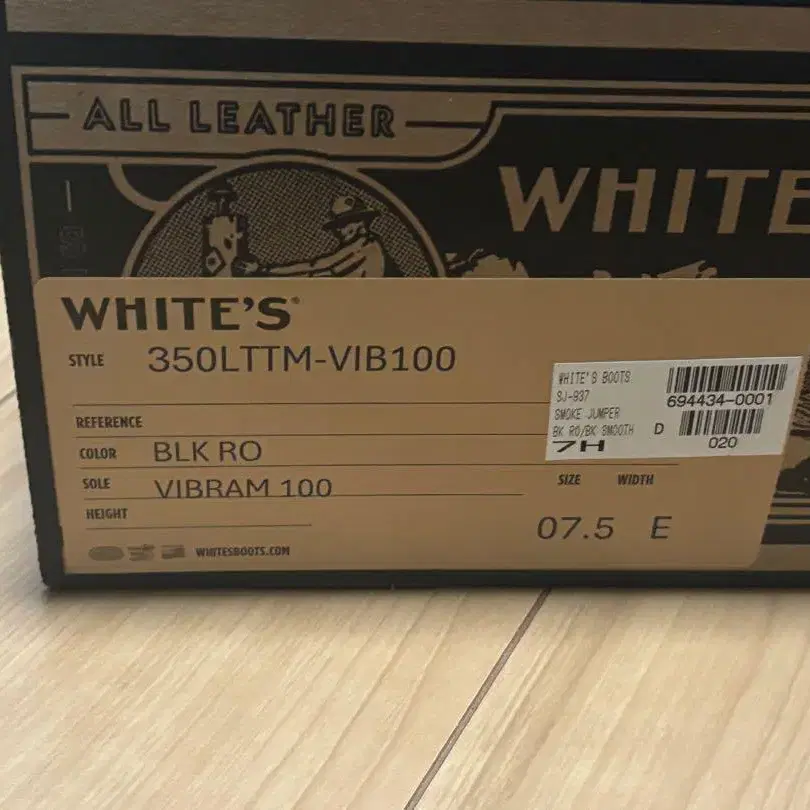 ALL LEATHER
WHITE
WHITE'S®
STYLE 350LTTM-VIB100
REFERENCE
COLOR BLK RO
SOLE VIBRAM 100
HEIGHT
SIZE WIDTH
07.5 E
WHITESBOOTS.COM
WHITE'S BOOTS
SJ-937
SMOKE JUMPER
BK RO/BK SMOOTH D
7H
694434-0001
020